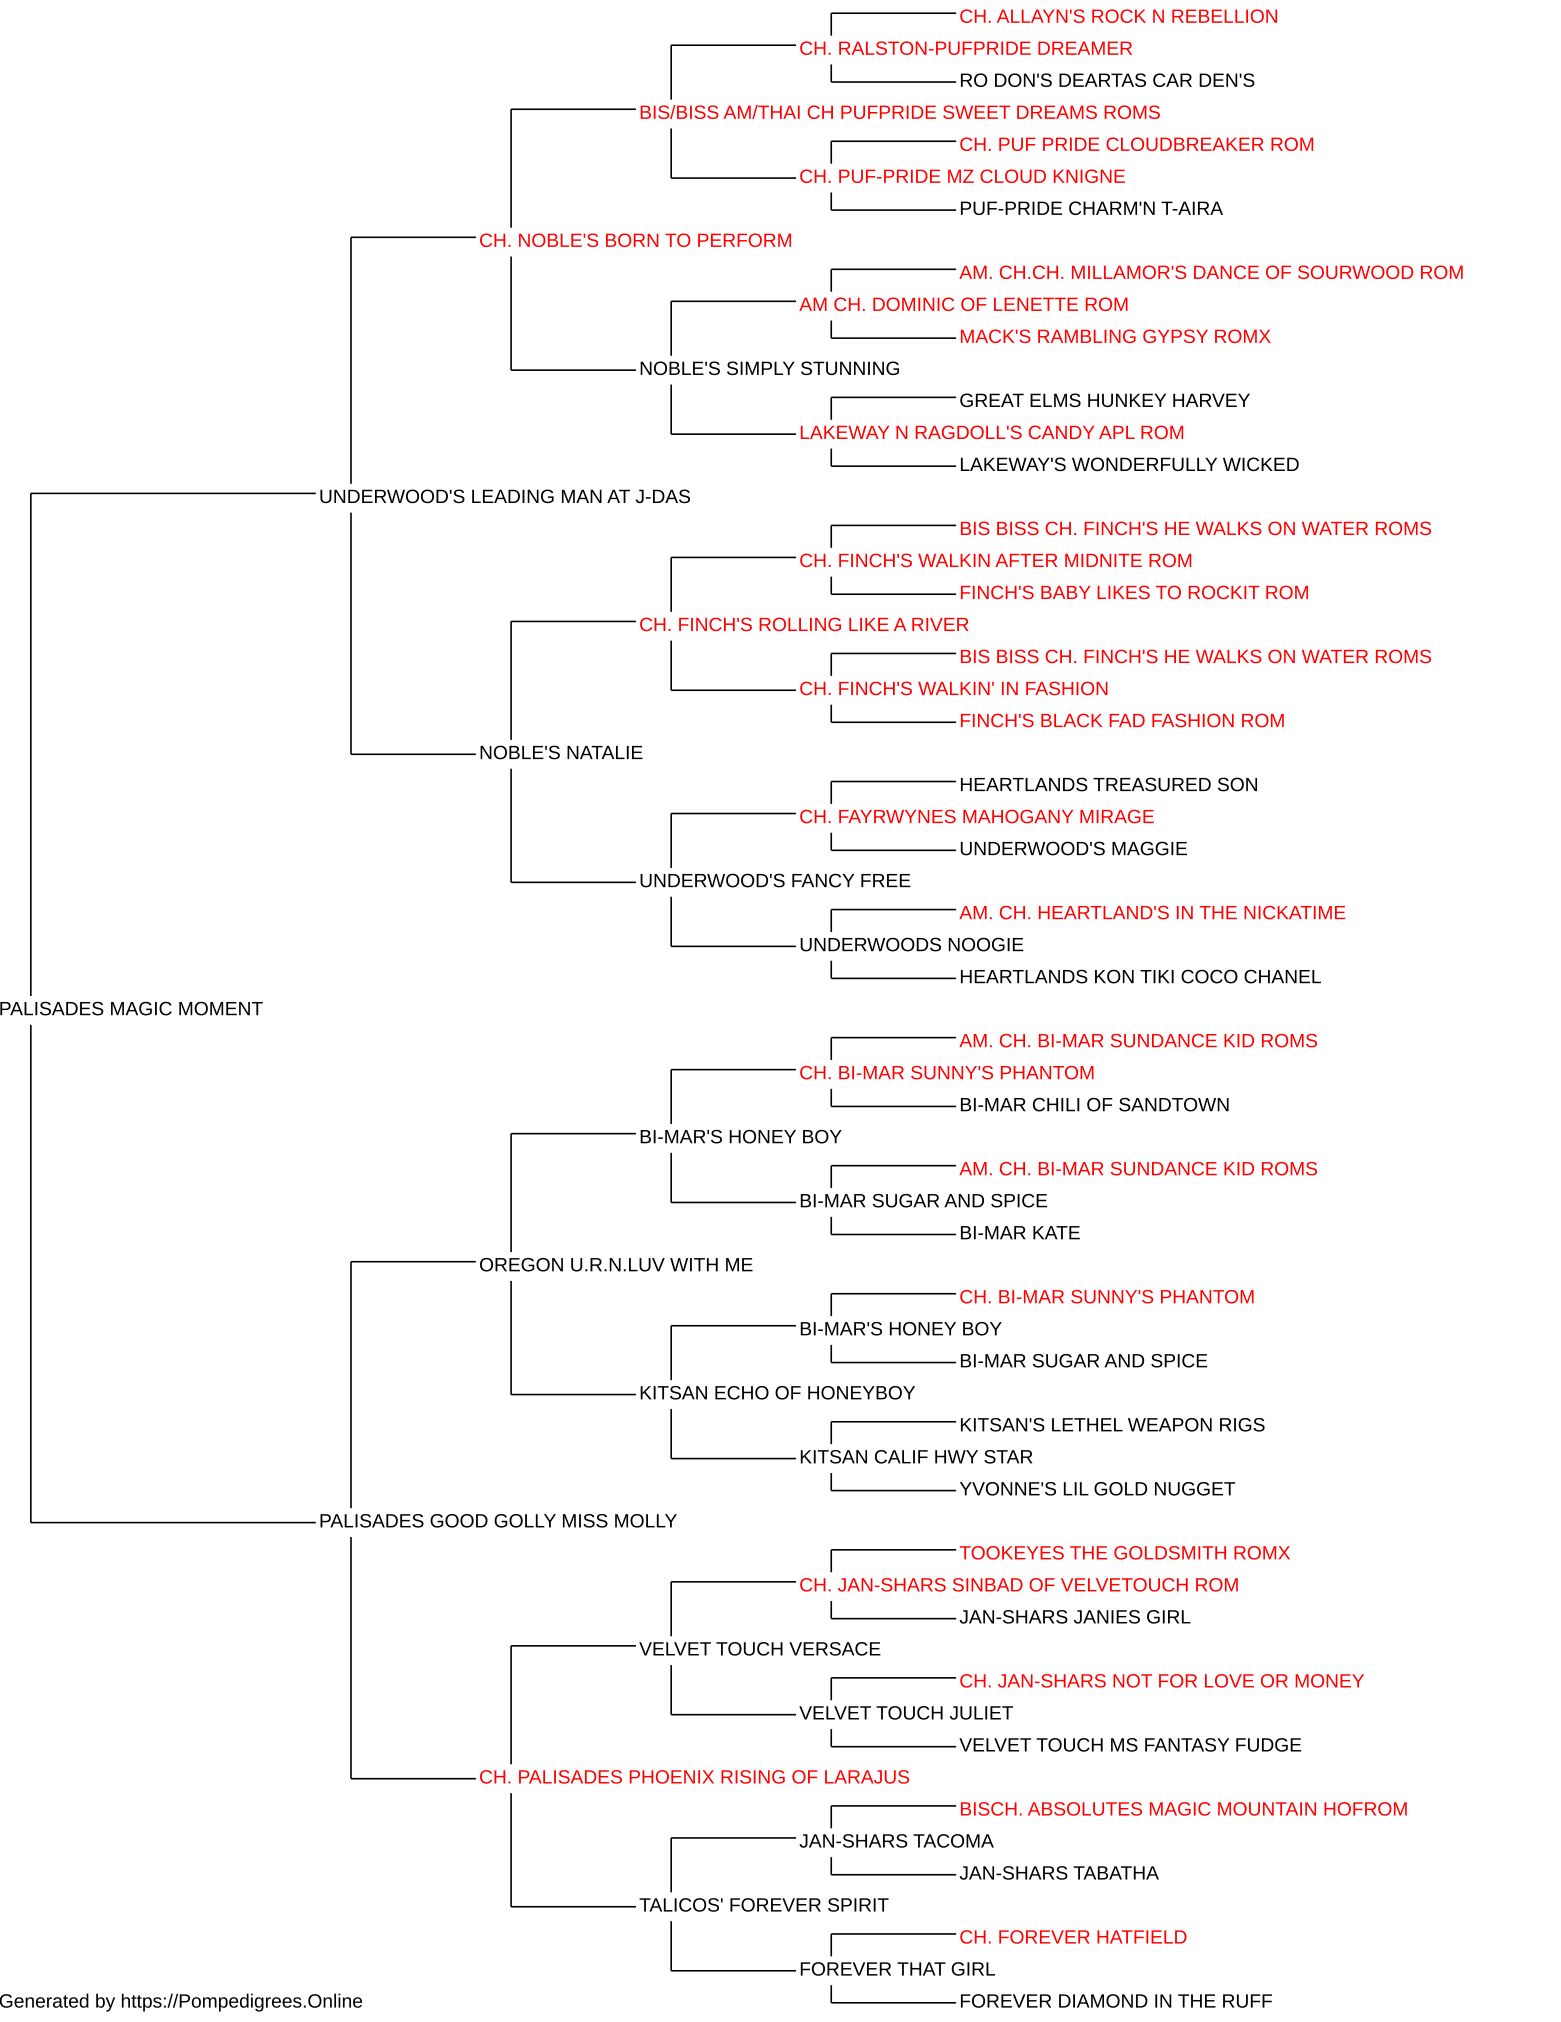 CH. ALLAYN'S ROCK N REBELLION
CH. RALSTON-PUFPRIDE DREAMER
RO DON'S DEARTAS CAR DEN'S
BIS/BISS AM/THAI CH PUFPRIDE SWEET DREAMS ROMS
CH. PUF PRIDE CLOUDBREAKER ROM
CH. PUF-PRIDE MZ CLOUD KNIGNE
PUF-PRIDE CHARM'N T-AIRA
CH. NOBLE'S BORN TO PERFORM
AM. CH.CH. MILLAMOR'S DANCE OF SOURWOOD ROM
AM CH. DOMINIC OF LENETTE ROM
MACK'S RAMBLING GYPSY ROMX
NOBLE'S SIMPLY STUNNING
GREAT ELMS HUNKEY HARVEY
LAKEWAY N RAGDOLL'S CANDY APL ROM
LAKEWAY'S WONDERFULLY WICKED
UNDERWOOD'S LEADING MAN AT J-DAS
BIS BISS CH. FINCH'S HE WALKS ON WATER ROMS
CH. FINCH'S WALKIN AFTER MIDNITE ROM
FINCH'S BABY LIKES TO ROCKIT ROM
CH. FINCH'S ROLLING LIKE A RIVER
BIS BISS CH. FINCH'S HE WALKS ON WATER ROMS
CH. FINCH'S WALKIN' IN FASHION
FINCH'S BLACK FAD FASHION ROM
NOBLE'S NATALIE
HEARTLANDS TREASURED SON
CH. FAYRWYNES MAHOGANY MIRAGE
UNDERWOOD'S MAGGIE
UNDERWOOD'S FANCY FREE
AM. CH. HEARTLAND'S IN THE NICKATIME
UNDERWOODS NOOGIE
HEARTLANDS KON TIKI COCO CHANEL
PALISADES MAGIC MOMENT
AM. CH. BI-MAR SUNDANCE KID ROMS
CH. BI-MAR SUNNY'S PHANTOM
BI-MAR CHILI OF SANDTOWN
BI-MAR'S HONEY BOY
AM. CH. BI-MAR SUNDANCE KID ROMS
BI-MAR SUGAR AND SPICE
BI-MAR KATE
OREGON U.R.N.LUV WITH ME
CH. BI-MAR SUNNY'S PHANTOM
BI-MAR'S HONEY BOY
BI-MAR SUGAR AND SPICE
KITSAN ECHO OF HONEYBOY
KITSAN'S LETHEL WEAPON RIGS
KITSAN CALIF HWY STAR
YVONNE'S LIL GOLD NUGGET
PALISADES GOOD GOLLY MISS MOLLY
TOOKEYES THE GOLDSMITH ROMX
CH. JAN-SHARS SINBAD OF VELVETOUCH ROM
JAN-SHARS JANIES GIRL
VELVET TOUCH VERSACE
CH. JAN-SHARS NOT FOR LOVE OR MONEY
VELVET TOUCH JULIET
VELVET TOUCH MS FANTASY FUDGE
CH. PALISADES PHOENIX RISING OF LARAJUS
BISCH. ABSOLUTES MAGIC MOUNTAIN HOFROM
JAN-SHARS TACOMA
JAN-SHARS TABATHA
TALICOS' FOREVER SPIRIT
CH. FOREVER HATFIELD
FOREVER THAT GIRL
FOREVER DIAMOND IN THE RUFF
Generated by https://Pompedigrees.Online